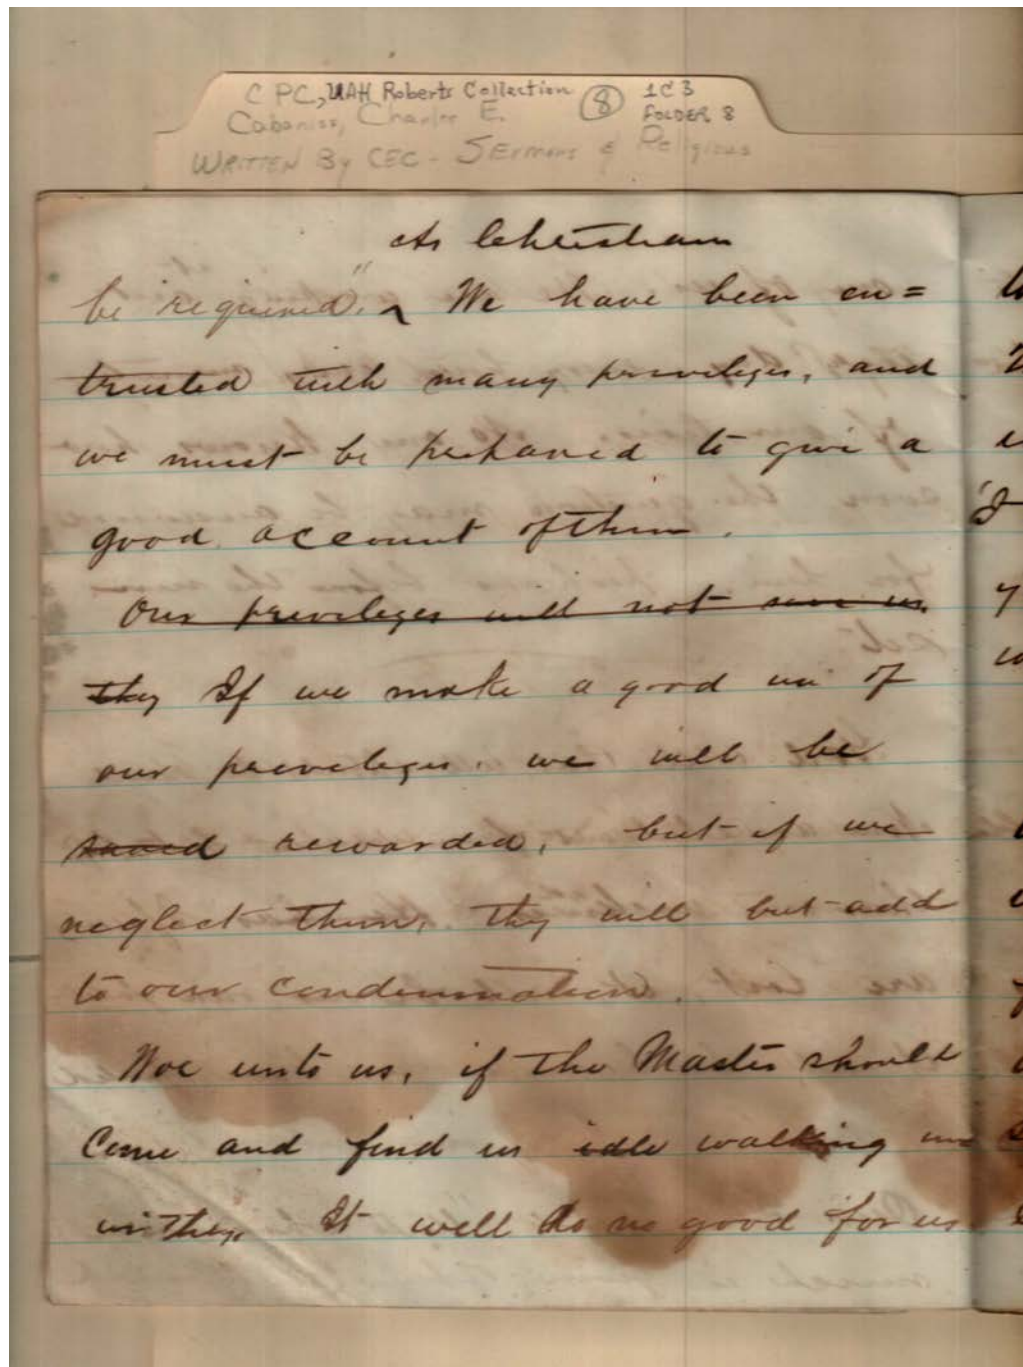 C PC, UAH Roberts Collection 8 1C3
Cabaniss, Charles E. FOLDER 8
WRITTEN By CEC - SERMONS & Religious
As Christians
be required." ^ We have been en=
trusted with many privileges, and
we must be prepared to give a
good account of them.
Our privileges will not save us
they If we make a good use of
our privileges, we will be
saved rewarded, but if we
neglect them, they will but add
to our condemnation.
Woe unto us, if the Master should
Come and find us idle walking
It will do no good for us